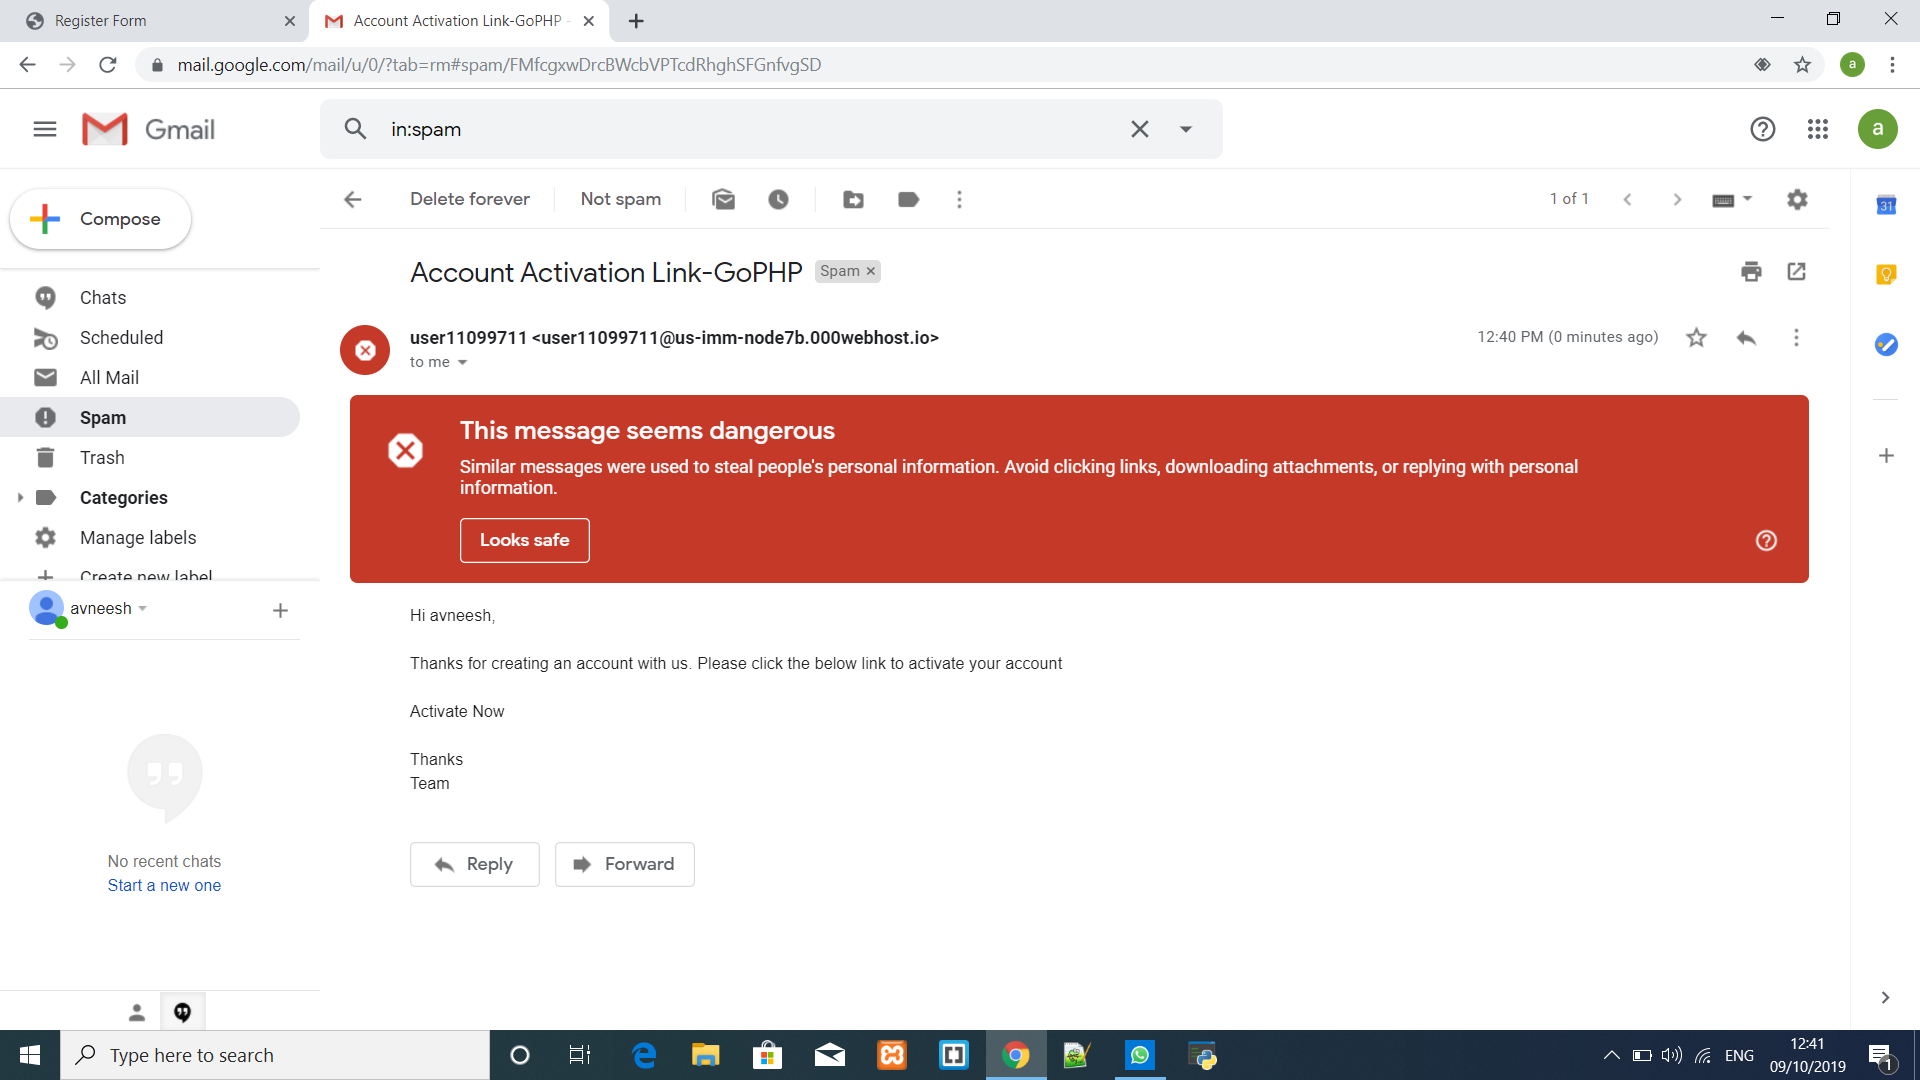 Register Form
Account Activation Link-GoPHP -
mail.google.com/mail/u/0/?tab=rm#spam/FMfcgxwDrcBWcbVPTcdRhghSFGnfvgSD
a
Gmail
in:spam
a
Compose
Delete forever
Not spam
1 of 1
31
Account Activation Link-GoPHP
Spam ×
Chats
Scheduled
All Mail
Spam
Trash
Categories
Manage labels
Create new label
user11099711 <user11099711@us-imm-node7b.000webhost.io>
12:40 PM (0 minutes ago)
to me
This message seems dangerous
Similar messages were used to steal people's personal information. Avoid clicking links, downloading attachments, or replying with personal
information.
Looks safe
avneesh
Hi avneesh,
Thanks for creating an account with us. Please click the below link to activate your account
Activate Now
Thanks
Team
No recent chats
Start a new one
Reply
Forward
Type here to search
ENG
12:41
09/10/2019
1